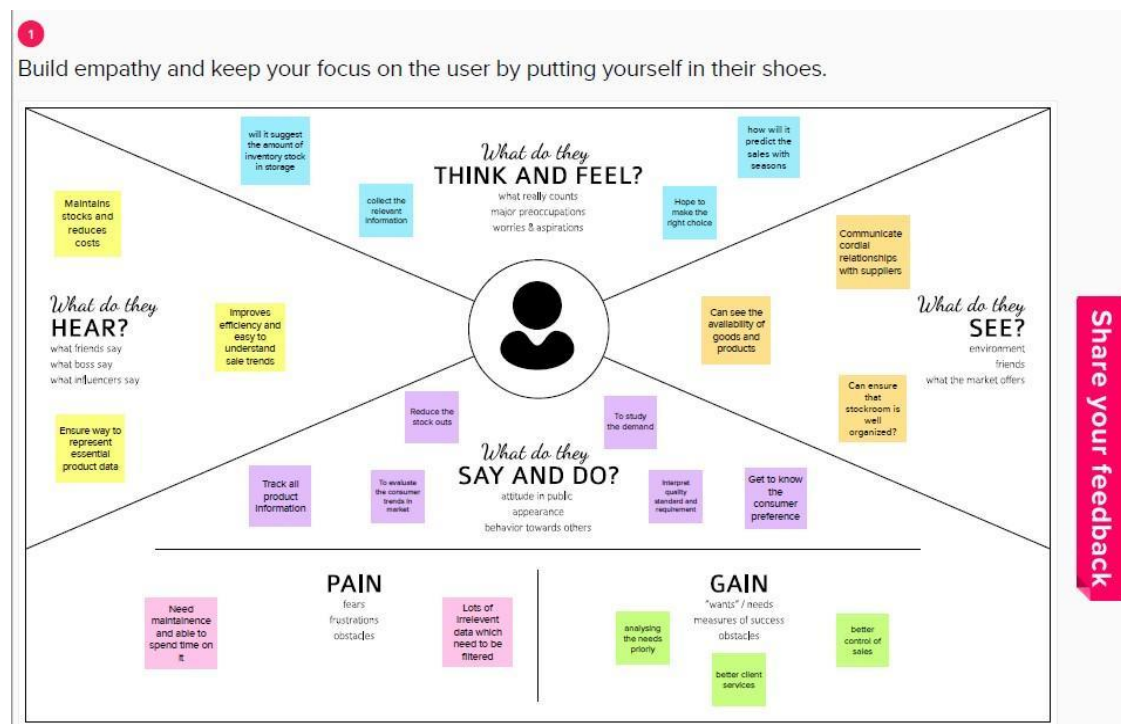 1
Build empathy and keep your focus on the user by putting yourself in their shoes.
will it suggest
the amount of
inventory stock
in storage
collect the
relevant
information
What do they
THINK AND FEEL?
what really counts
major preoccupations
worries & aspirations
how will it
predict the
sales with
seasons
Hope to
make the
right choice
Maintains
stocks and
reduces
costs
What do they
HEAR?
what friends say
what boss say
what influencers say
Improves
efficiency and
easy to
understand
sale trends
Ensure way to
represent
essential
product data
Communicate
cordial
relationships
with suppliers
Can see the
availability of
goods and
products
What do they
SEE?
environment
friends
what the market offers
Can ensure
that
stockroom is
well
organized?
Reduce the
stock outs
To study
the demand
What do they
SAY AND DO?
attitude in public
appearance
behavior towards others
Track all
product
information
To evaluate
the consumer
trends in
market
Interpret
quality
standard and
requirement
Get to know
the
consumer
preference
PAIN
fears
frustrations
obstacles
Need
maintainence
and able to
spend time on
it
Lots of
irrelevent
data which
need to be
filtered
GAIN
"wants" / needs
measures of success
obstacles
analysing
the needs
priorly
better client
services
better
control of
sales
Share your feedback